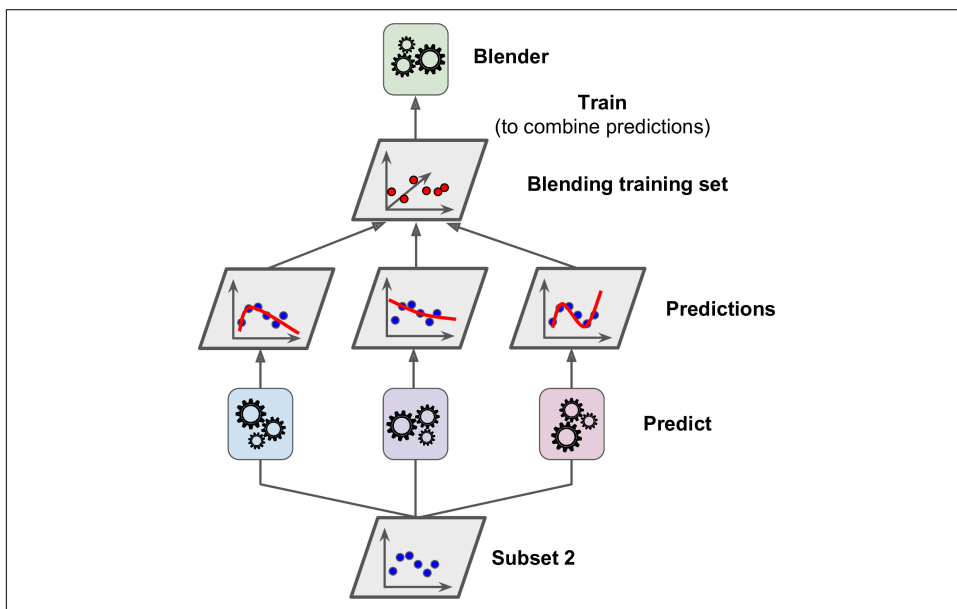 Blender
Train
(to combine predictions)
Blending training set
Predictions
Predict
Subset 2